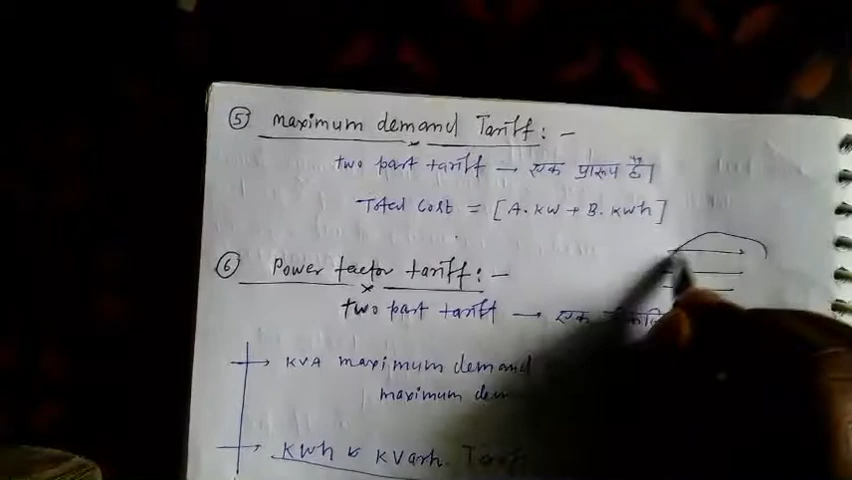 ⑤ maximum demand Tariff : -
two part tariff → एक प्रारूप है।
Total Cost = [A. KW + B. KWh]
⑥ Power factor tariff : -
two part tariff → एक
KVA maximum demand
maximum dem
KWh & KVarh.